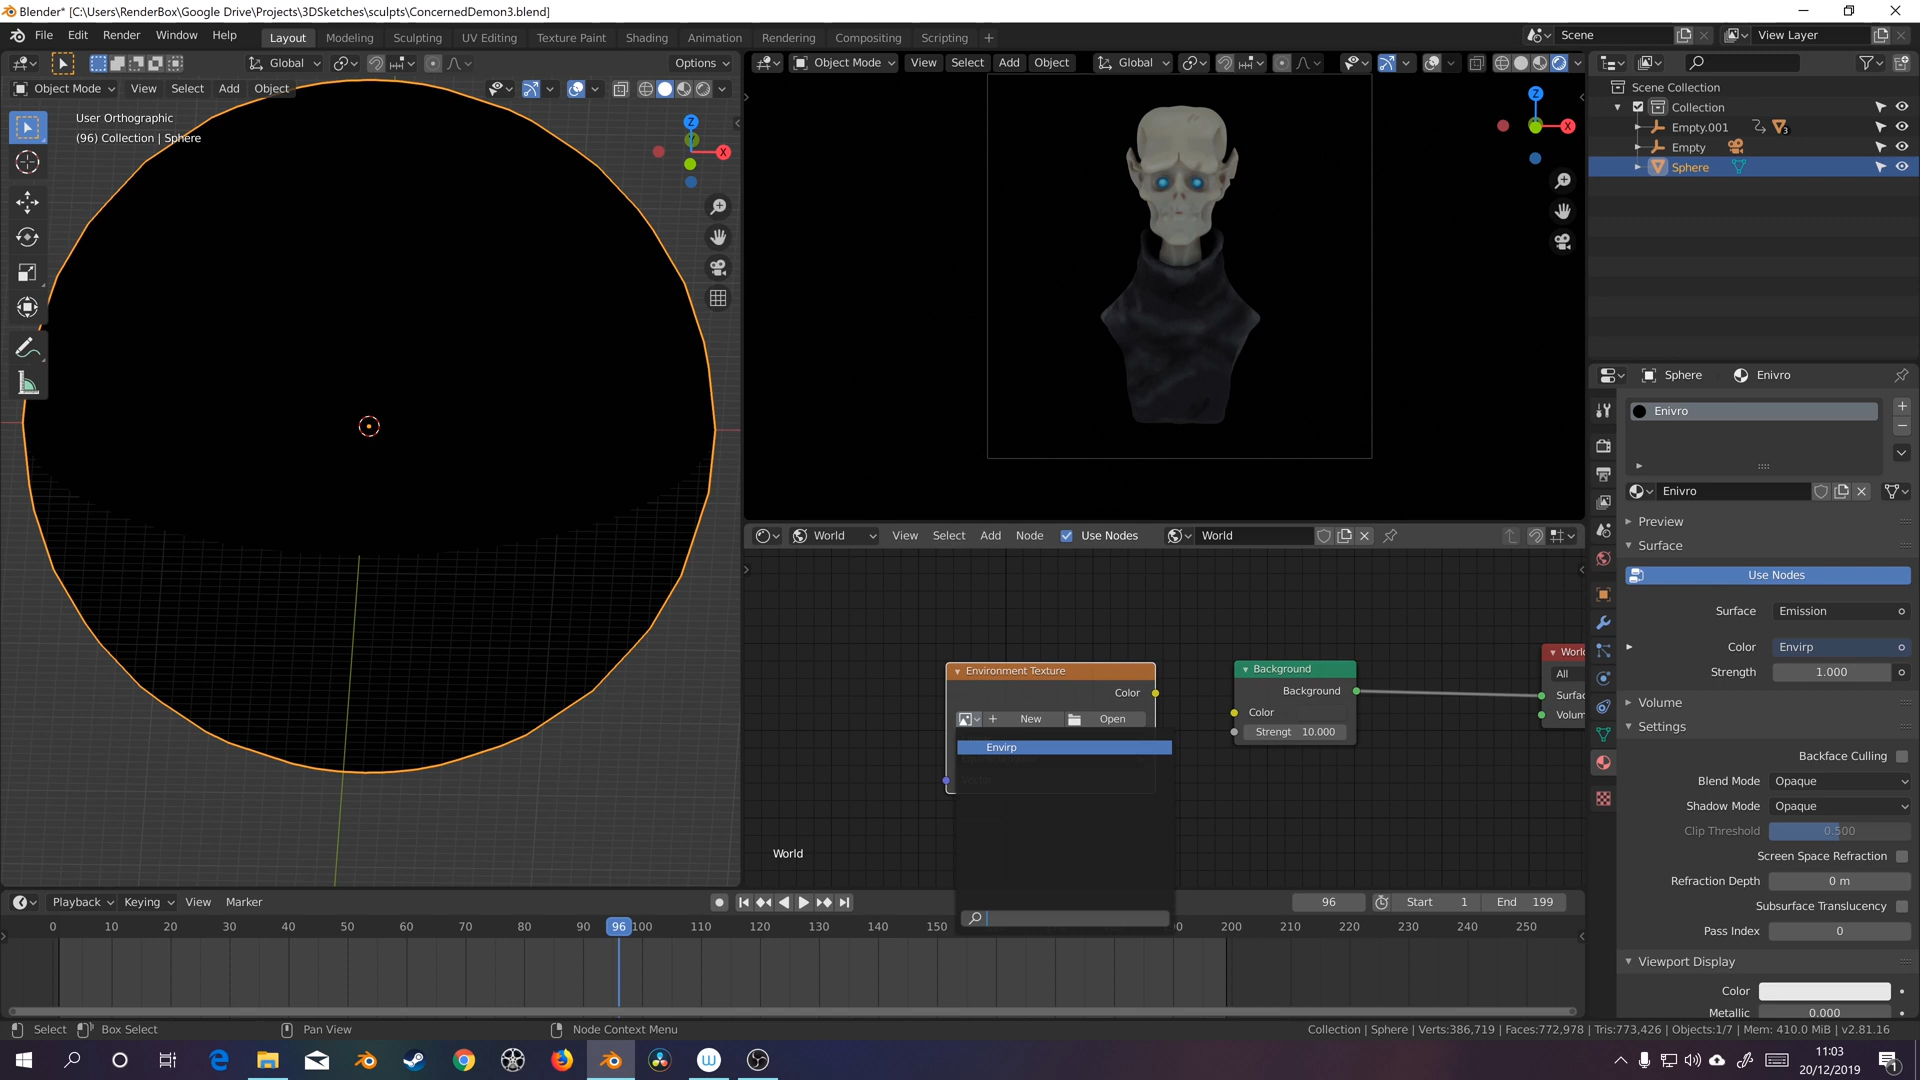 Blender* [C:\Users\RenderBox\Google Drive\Projects\3DSketches\sculpts\ConcernedDemon3.blend]
File Edit Render Window Help Layout Modeling Sculpting UV Editing Texture Paint Shading Animation Rendering Compositing Scripting + Scene View Layer
Global Options
Object Mode View Select Add Object Global
Object Mode View Select Add Object
User Orthographic
(96) Collection | Sphere
Z
X
Z
X
Scene Collection
Collection
Empty.001 3
Empty
Sphere
Sphere Enivro
Enivro
Enivro
Preview
Surface
Use Nodes
Surface Emission
Color Envirp
Strength 1.000
Volume
Settings
Backface Culling
Blend Mode Opaque
Shadow Mode Opaque
Clip Threshold 0.500
Screen Space Refraction
Refraction Depth 0 m
Subsurface Translucency
Pass Index 0
Viewport Display
Color
Metallic 0.000
World View Select Add Node Use Nodes World
Environment Texture
Color
New Open
Envirp
Background
Background
Color
Strengt 10.000
World
All
Surfac
Volum
World
Playback Keying View Marker 96 Start 1 End 199
0 10 20 30 40 50 60 70 80 90 96 100 110 120 130 140 150 00 200 210 220 230 240 250
Select Box Select Pan View Node Context Menu Collection | Sphere | Verts:386,719 | Faces:772,978 | Tris:773,426 | Objects:1/7 | Mem: 410.0 MiB | v2.81.16
11:03
20/12/2019
1